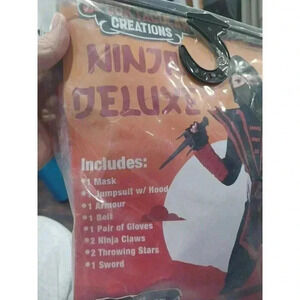 CREATIONS
NINJA
DELUXE
Includes:
*1 Mask
*1 Jumpsuit w/ Hood
*1 Armour
*1 Belt
*1 Pair of Gloves
*2 Ninja Claws
*2 Throwing Stars
*1 Sword